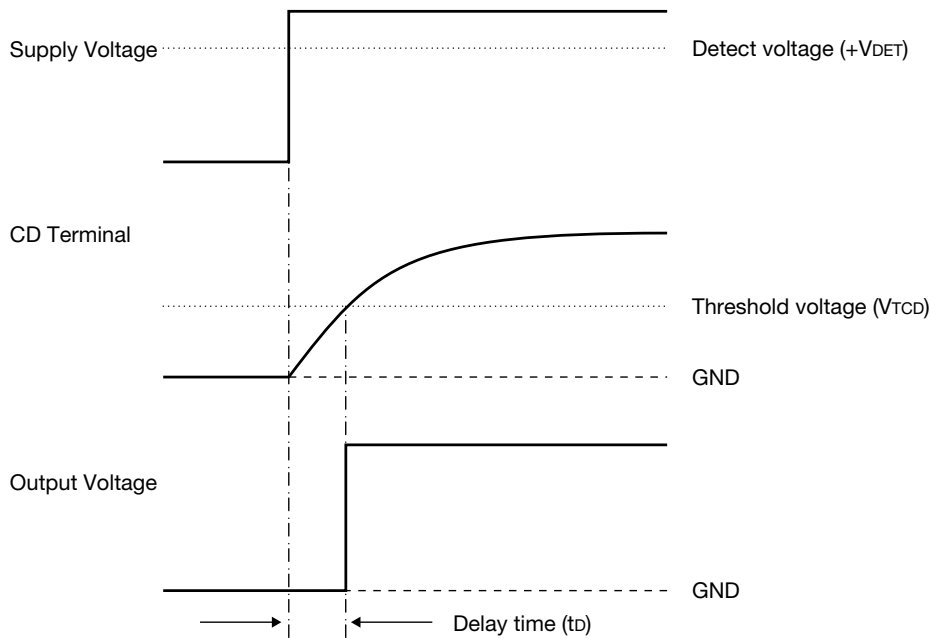 Supply Voltage
Detect voltage (+VDET)
CD Terminal
Threshold voltage (VTCD)
GND
Output Voltage
GND
Delay time (tD)